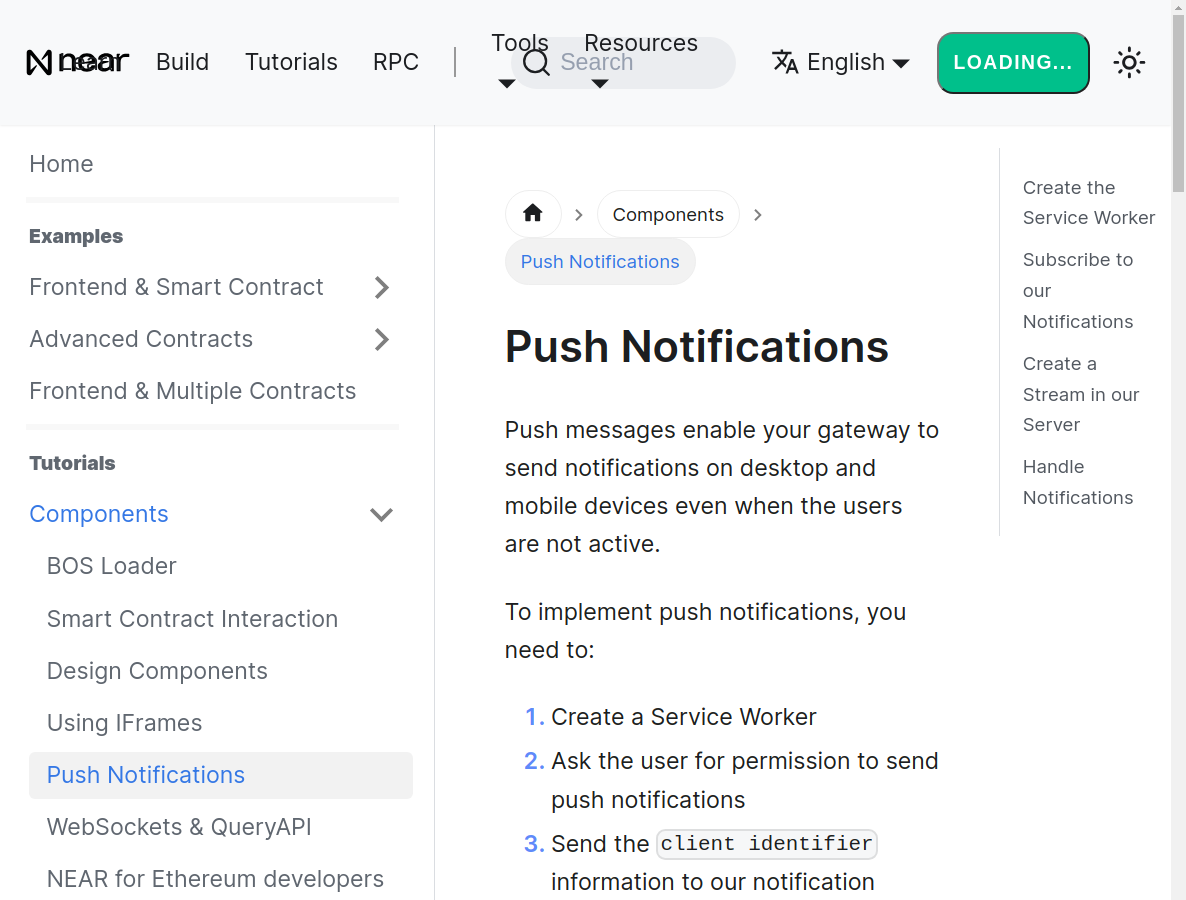 near
Learn
Build
Tutorials
RPC
Tools
Resources
Search
English
LOADING...
Home
Examples
Frontend & Smart Contract
Advanced Contracts
Frontend & Multiple Contracts
Tutorials
Components
BOS Loader
Smart Contract Interaction
Design Components
Using IFrames
Push Notifications
WebSockets & QueryAPI
NEAR for Ethereum developers
Components
Push Notifications
Push Notifications
Push messages enable your gateway to
send notifications on desktop and
mobile devices even when the users
are not active.
To implement push notifications, you
need to:
1. Create a Service Worker
2. Ask the user for permission to send
push notifications
3. Send the client identifier
information to our notification
Create the
Service Worker
Subscribe to
our
Notifications
Create a
Stream in our
Server
Handle
Notifications